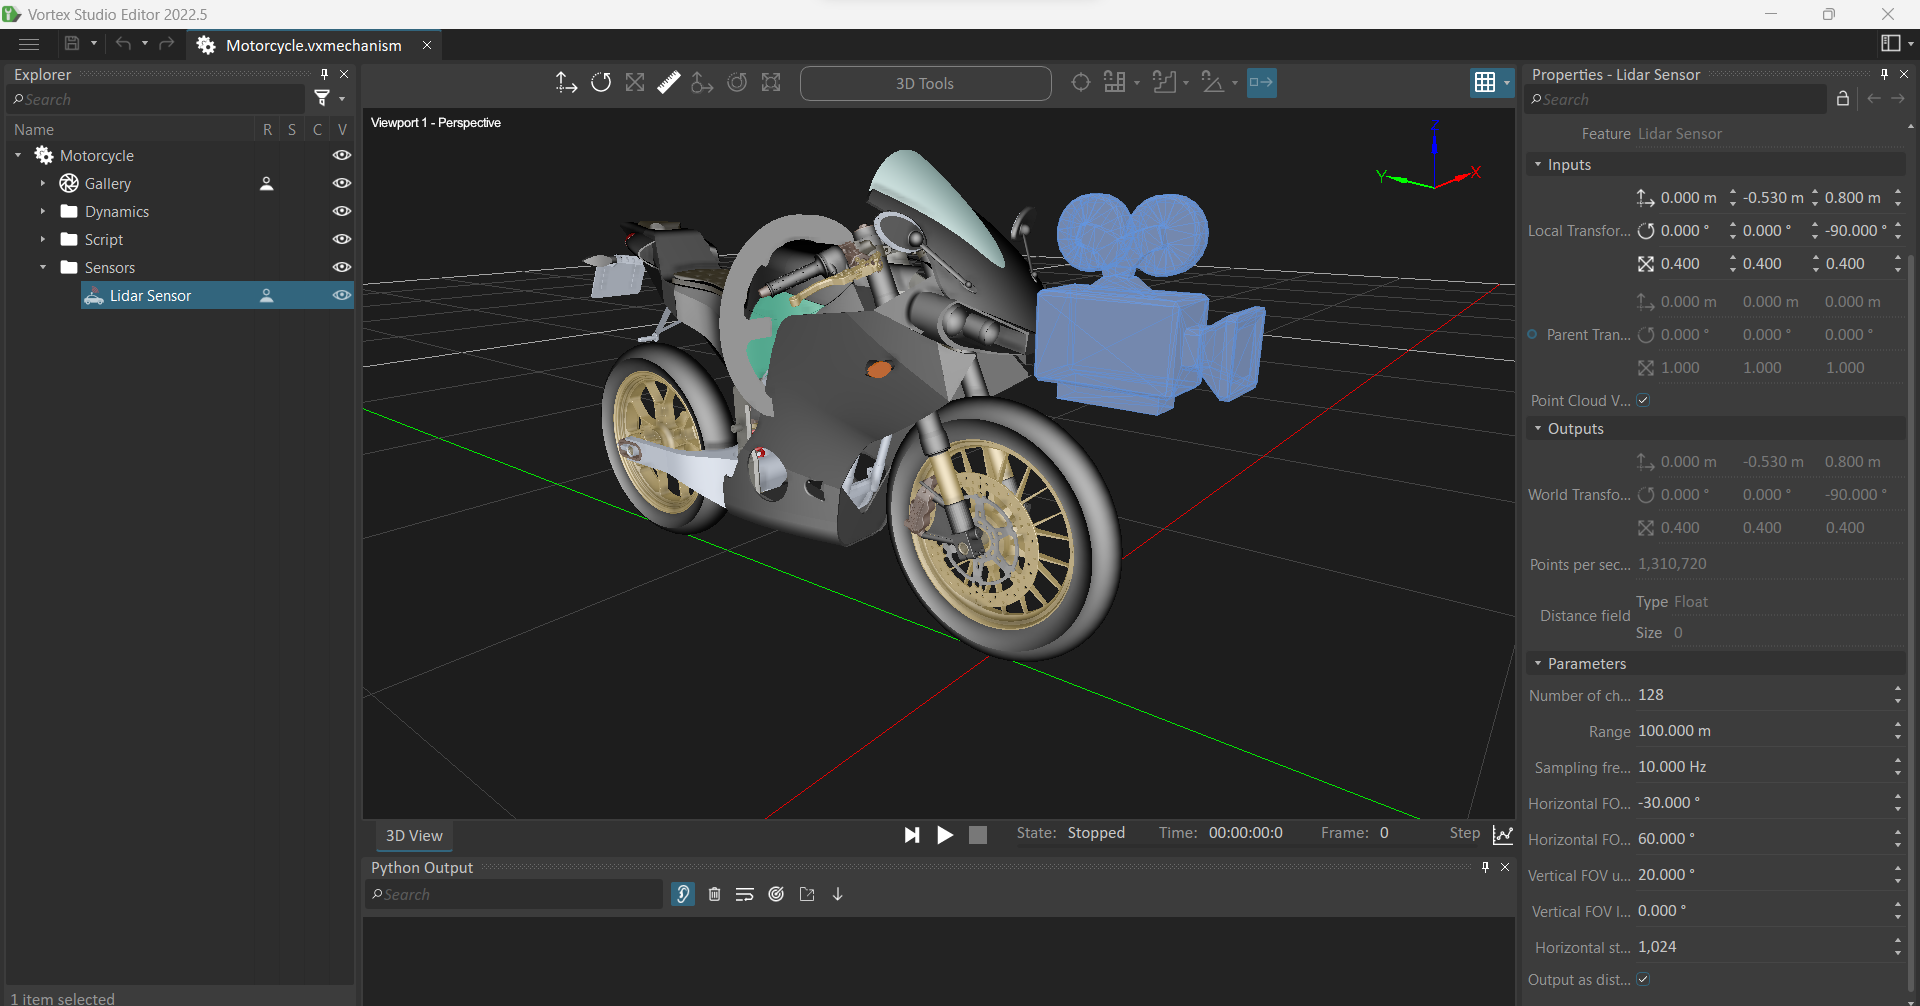 Vortex Studio Editor 2022.5
Motorcycle.vxmechanism
Explorer
Search
Name R S C V
Motorcycle
Gallery
Dynamics
Script
Sensors
Lidar Sensor
1 item selected
3D Tools
Viewport 1 - Perspective
Z
Y X
3D View
State: Stopped Time: 00:00:00:0 Frame: 0 Step
Python Output
Search
Properties - Lidar Sensor
Search
Feature Lidar Sensor
Inputs
0.000 m -0.530 m 0.800 m
Local Transfor... 0.000 ° 0.000 ° -90.000 °
0.400 0.400 0.400
0.000 m 0.000 m 0.000 m
Parent Tran... 0.000 ° 0.000 ° 0.000 °
1.000 1.000 1.000
Point Cloud V...
Outputs
0.000 m -0.530 m 0.800 m
World Transfo... 0.000 ° 0.000 ° -90.000 °
0.400 0.400 0.400
Points per sec... 1,310,720
Type Float
Distance field
Size 0
Parameters
Number of ch... 128
Range 100.000 m
Sampling fre... 10.000 Hz
Horizontal FO... -30.000 °
Horizontal FO... 60.000 °
Vertical FOV u... 20.000 °
Vertical FOV l... 0.000 °
Horizontal st... 1,024
Output as dist...